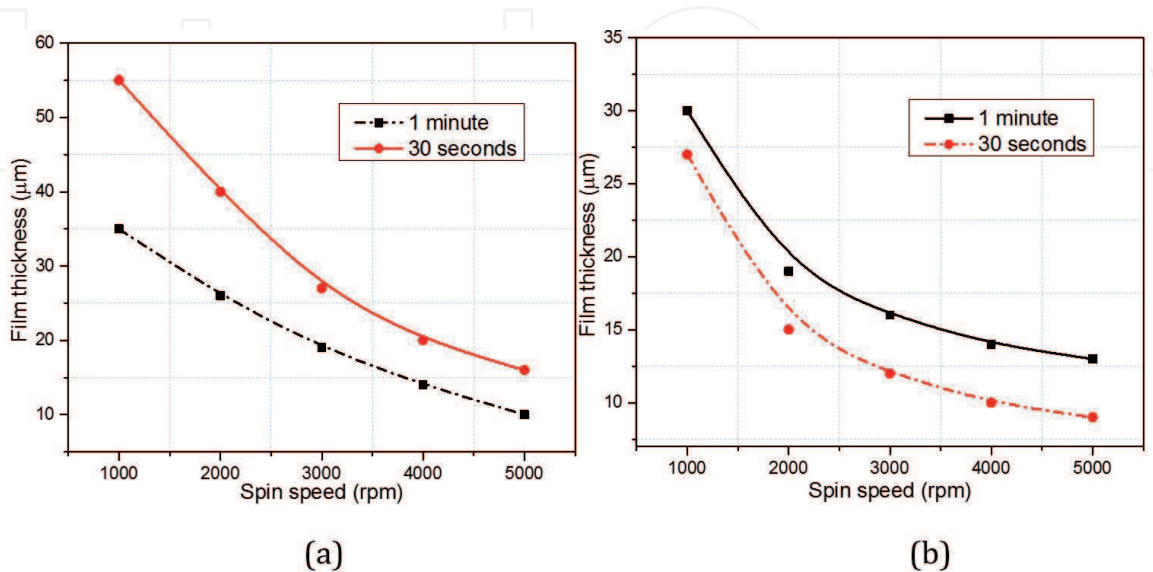 60
50
40
30
20
10
Film thickness (μm)
1 minute
30 seconds
1000 2000 3000 4000 5000
Spin speed (rpm)
(a)
35
30
25
20
15
10
Film thickness (μm)
1 minute
30 seconds
1000 2000 3000 4000 5000
Spin speed (rpm)
(b)